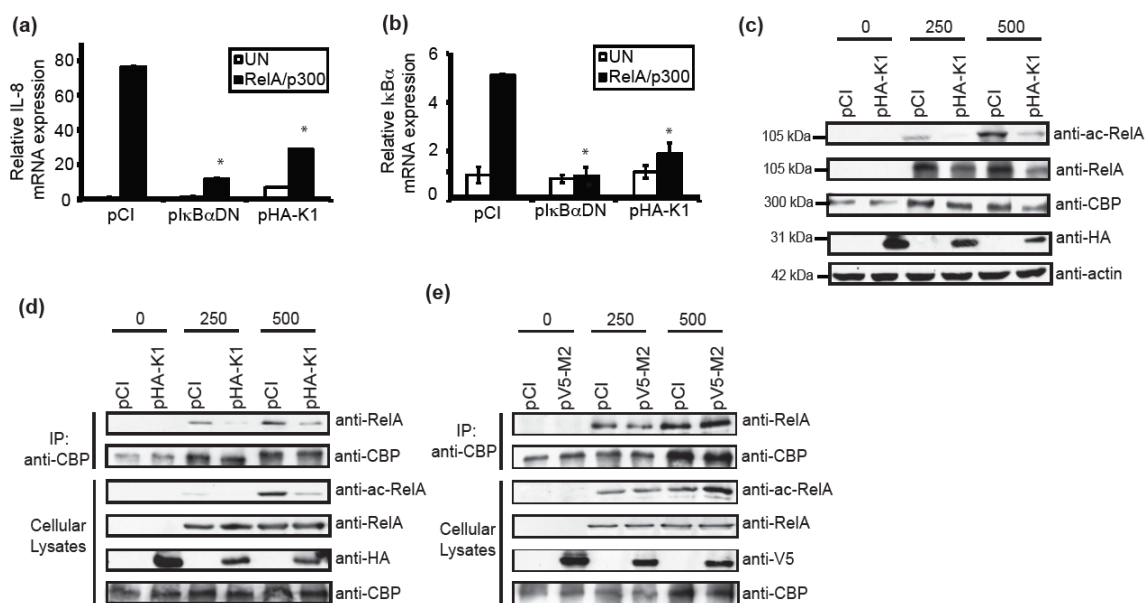 (a)
Relative IL-8
mRNA expression
80
60
40
20
0
UN
RelA/p300
*
*
pCI
pIκBαDN
pHA-K1
(b)
Relative IκBα
mRNA expression
6
4
2
0
UN
RelA/p300
*
*
pCI
pIκBαDN
pHA-K1
(c)
0
250
500
pCI
pHA-K1
pCI
pHA-K1
pCI
pHA-K1
105 kDa
anti-ac-RelA
105 kDa
anti-RelA
300 kDa
anti-CBP
31 kDa
anti-HA
42 kDa
anti-actin
(d)
0
250
500
pCI
pHA-K1
pCI
pHA-K1
pCI
pHA-K1
IP:
anti-CBP
anti-RelA
anti-CBP
Cellular
Lysates
anti-ac-RelA
anti-RelA
anti-HA
anti-CBP
(e)
0
250
500
pCI
pV5-M2
pCI
pV5-M2
pCI
pV5-M2
IP:
anti-CBP
anti-RelA
anti-CBP
Cellular
Lysates
anti-ac-RelA
anti-RelA
anti-V5
anti-CBP